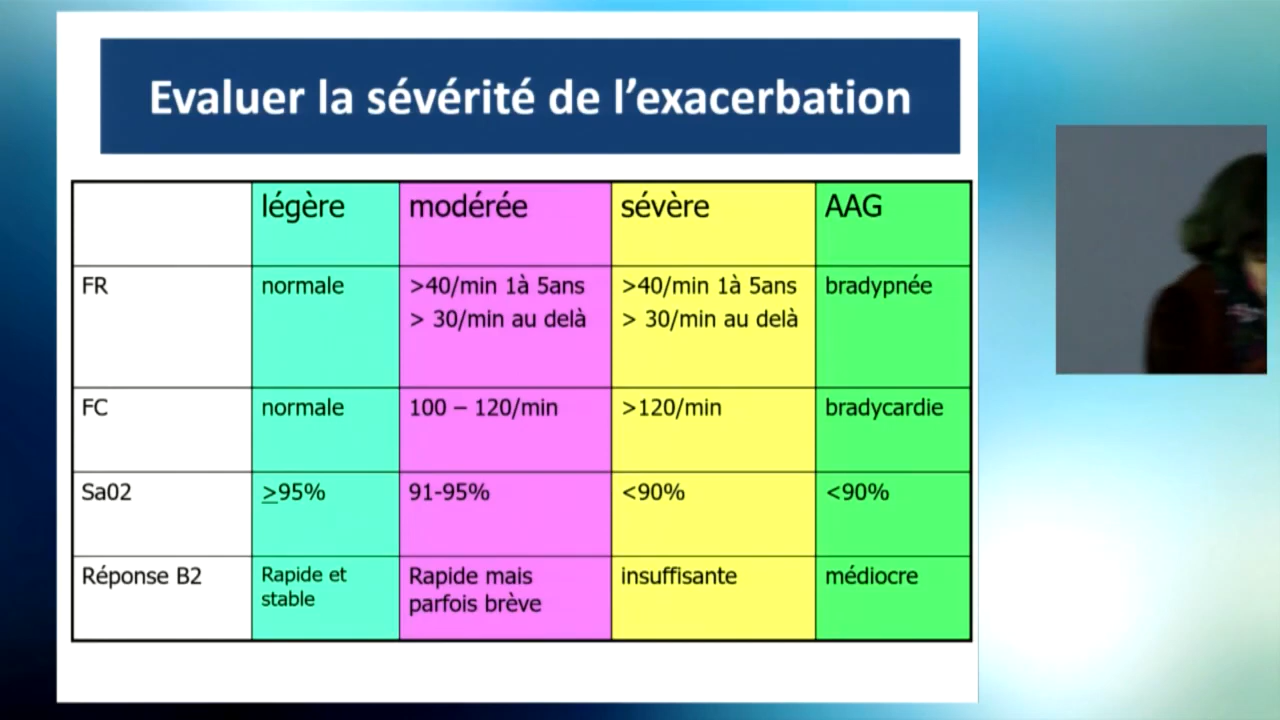 Evaluer la sévérité de l’exacerbation
légère modérée sévère AAG
FR normale >40/min 1à 5ans >40/min 1à 5ans bradypnée
> 30/min au delà > 30/min au delà
FC normale 100 – 120/min >120/min bradycardie
Sa02 >95% 91-95% <90% <90%
Réponse B2 Rapide et Rapide mais insuffisante médiocre
stable parfois brève